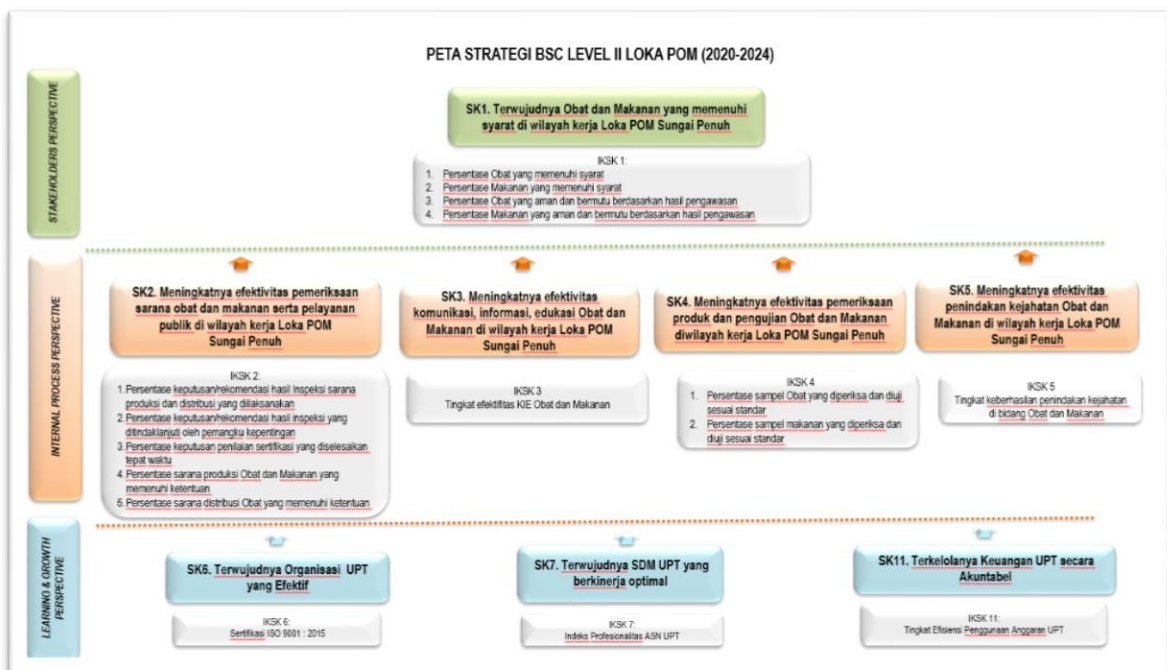 PETA STRATEGI BSC LEVEL II LOKA POM (2020-2024)
STAKEHOLDERS PERSPECTIVE
SK1. Terwujudnya Obat dan Makanan yang memenuhi
syarat di wilayah kerja Loka POM Sungai Penuh
IKSK 1:
1. Persentase Obat yang memenuhi syarat
2. Persentase Makanan yang memenuhi syarat
3. Persentase Obat yang aman dan bermutu berdasarkan hasil pengawasan
4. Persentase Makanan yang aman dan bermutu berdasarkan hasil pengawasan
INTERNAL PROCESS PERSPECTIVE
SK2. Meningkatnya efektivitas pemeriksaan
sarana obat dan makanan serta pelayanan
publik di wilayah kerja Loka POM
Sungai Penuh
IKSK 2:
1. Persentase keputusan/rekomendasi hasil Inspeksi sarana
produksi dan distribusi yang diilaksanakan
2. Persentase keputusan/rekomendasi hasil inspeksi yang
ditindaklanjuti oleh pemangku kepentingan
3. Persentase keputusan penilaian sertifikasi yang diselesaikan
tepat waktu
4. Persentase sarana produksi Obat dan Makanan yang
memenuhi ketentuan
5. Persentase sarana distribusi Obat yang memenuhi ketentuan
SK3. Meningkatnya efektivitas
komunikasi, informasi, edukasi Obat dan
Makanan di wilayah kerja Loka POM
Sungai Penuh
IKSK 3
Tingkat efektifitas KIE Obat dan Makanan
SK4. Meningkatnya efektivitas pemeriksaan
produk dan pengujian Obat dan Makanan
diwilayah kerja Loka POM Sungai Penuh
IKSK 4
1. Persentase sampel Obat yang diperiksa dan diuji
sesuai standar
2. Persentase sampel makanan yang diperiksa dan
diuji sesuai standar
SK5. Meningkatnya efektivitas
penindakan kejahatan Obat dan
Makanan di wilayah kerja Loka POM
Sungai Penuh
IKSK 5
Tingkat keberhasilan penindakan kejahatan
di bidang Obat dan Makanan
LEARNING & GROWTH
PERSPECTIVE
SK6. Terwujudnya Organisasi UPT
yang Efektif
IKSK 6:
Sertifikasi ISO 9001 : 2015
SK7. Terwujudnya SDM UPT yang
berkinerja optimal
IKSK 7:
Indeks Profesionalitas ASN UPT
SK11. Terkelolanya Keuangan UPT secara
Akuntabel
IKSK 11:
Tingkat Efisiensi Penggunaan Anggaran UPT